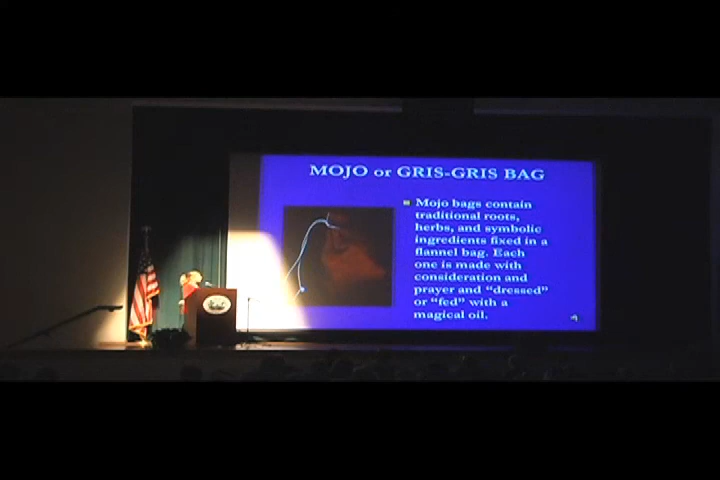 MOJO or GRIS-GRIS BAG
Mojo bags contain
traditional roots,
herbs, and symbolic
ingredients fixed in a
flannel bag. Each
one is made with
consideration and
prayer and “dressed”
or “fed” with a
magical oil.